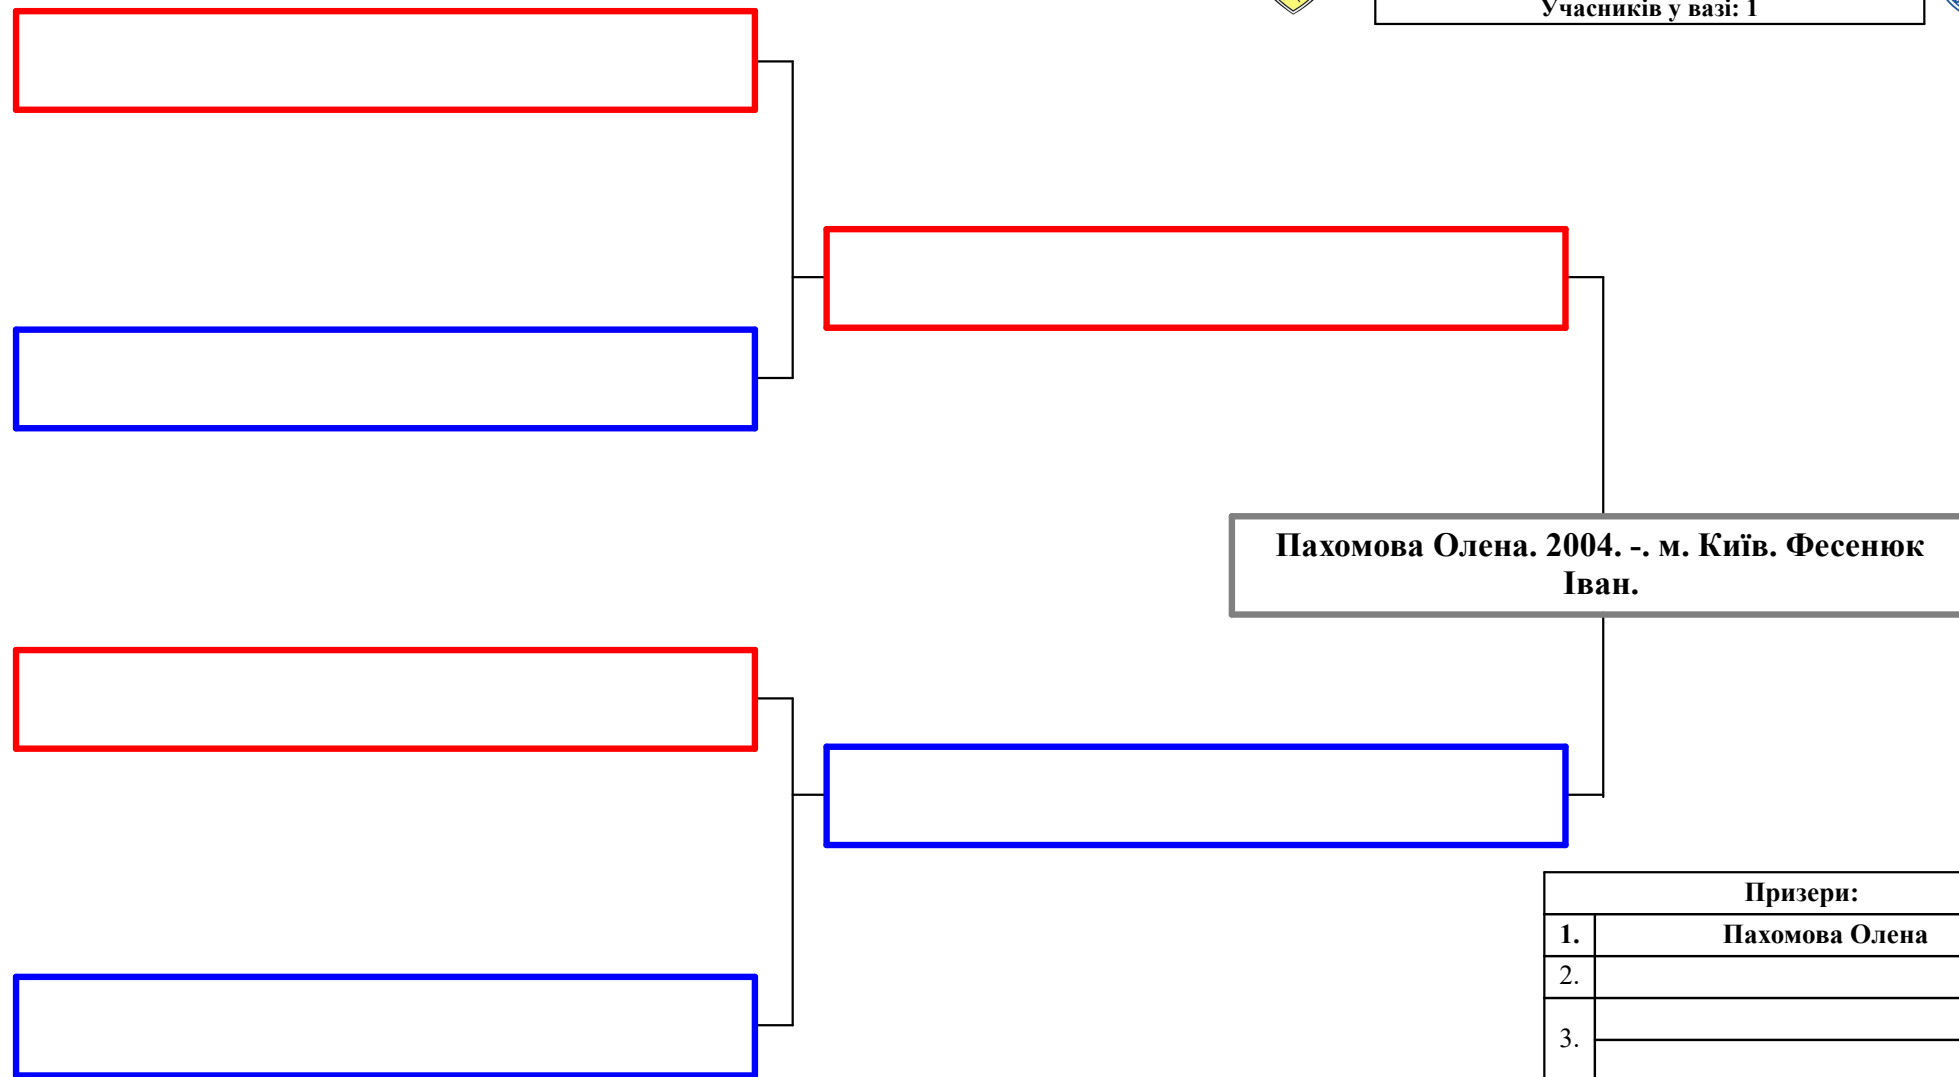 Учасників у вазі: 1
Пахомова Олена. 2004. -. м. Київ. Фесенюк
Іван.
Призери:
1. Пахомова Олена
2.
3.